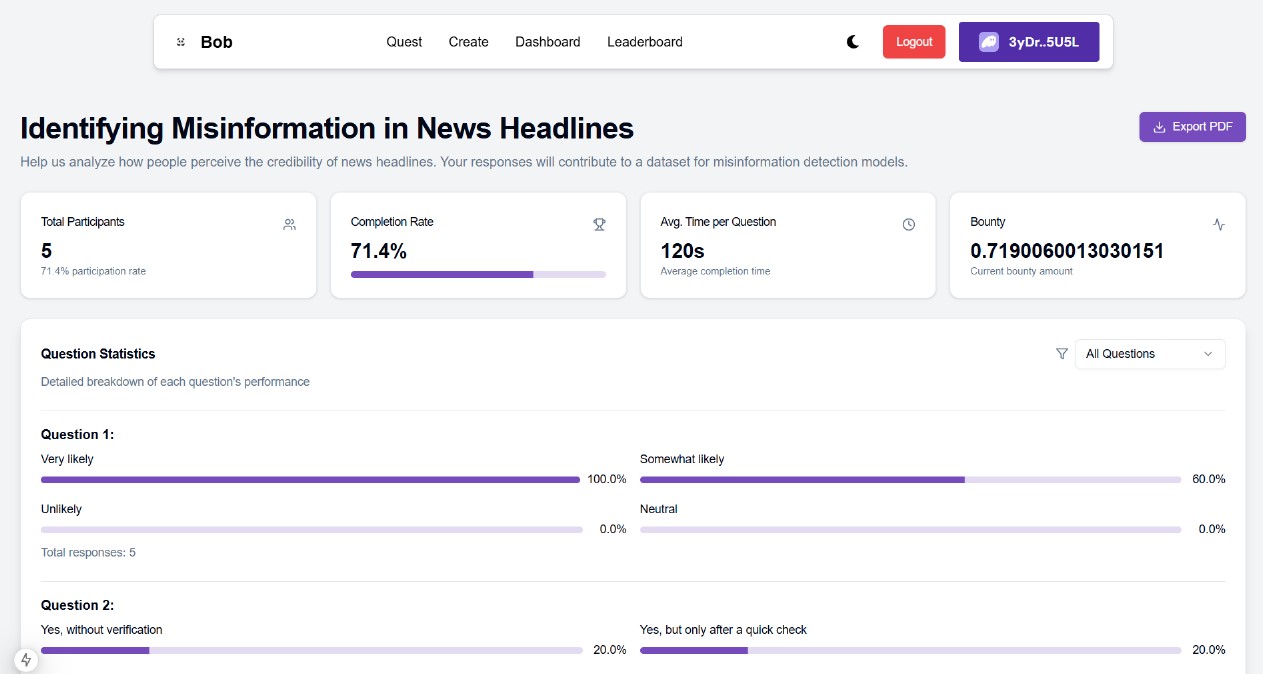 Bob
Quest Create Dashboard Leaderboard
Logout
3yDr..5U5L
Identifying Misinformation in News Headlines
Export PDF
Help us analyze how people perceive the credibility of news headlines. Your responses will contribute to a dataset for misinformation detection models.
Total Participants
5
71.4% participation rate
Completion Rate
71.4%
Avg. Time per Question
120s
Average completion time
Bounty
0.7190060013030151
Current bounty amount
Question Statistics
All Questions
Detailed breakdown of each question's performance
Question 1:
Very likely
100.0%
Somewhat likely
60.0%
Unlikely
0.0%
Neutral
0.0%
Total responses: 5
Question 2:
Yes, without verification
20.0%
Yes, but only after a quick check
20.0%